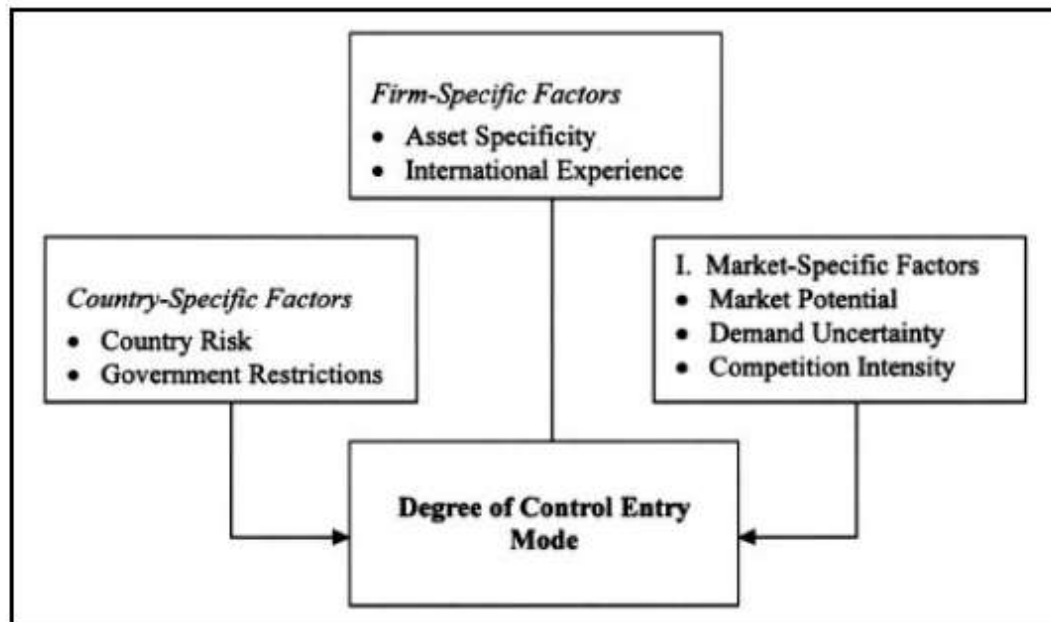 Firm-Specific Factors
• Asset Specificity
• International Experience
Country-Specific Factors
• Country Risk
• Government Restrictions
I. Market-Specific Factors
• Market Potential
• Demand Uncertainty
• Competition Intensity
Degree of Control Entry
Mode